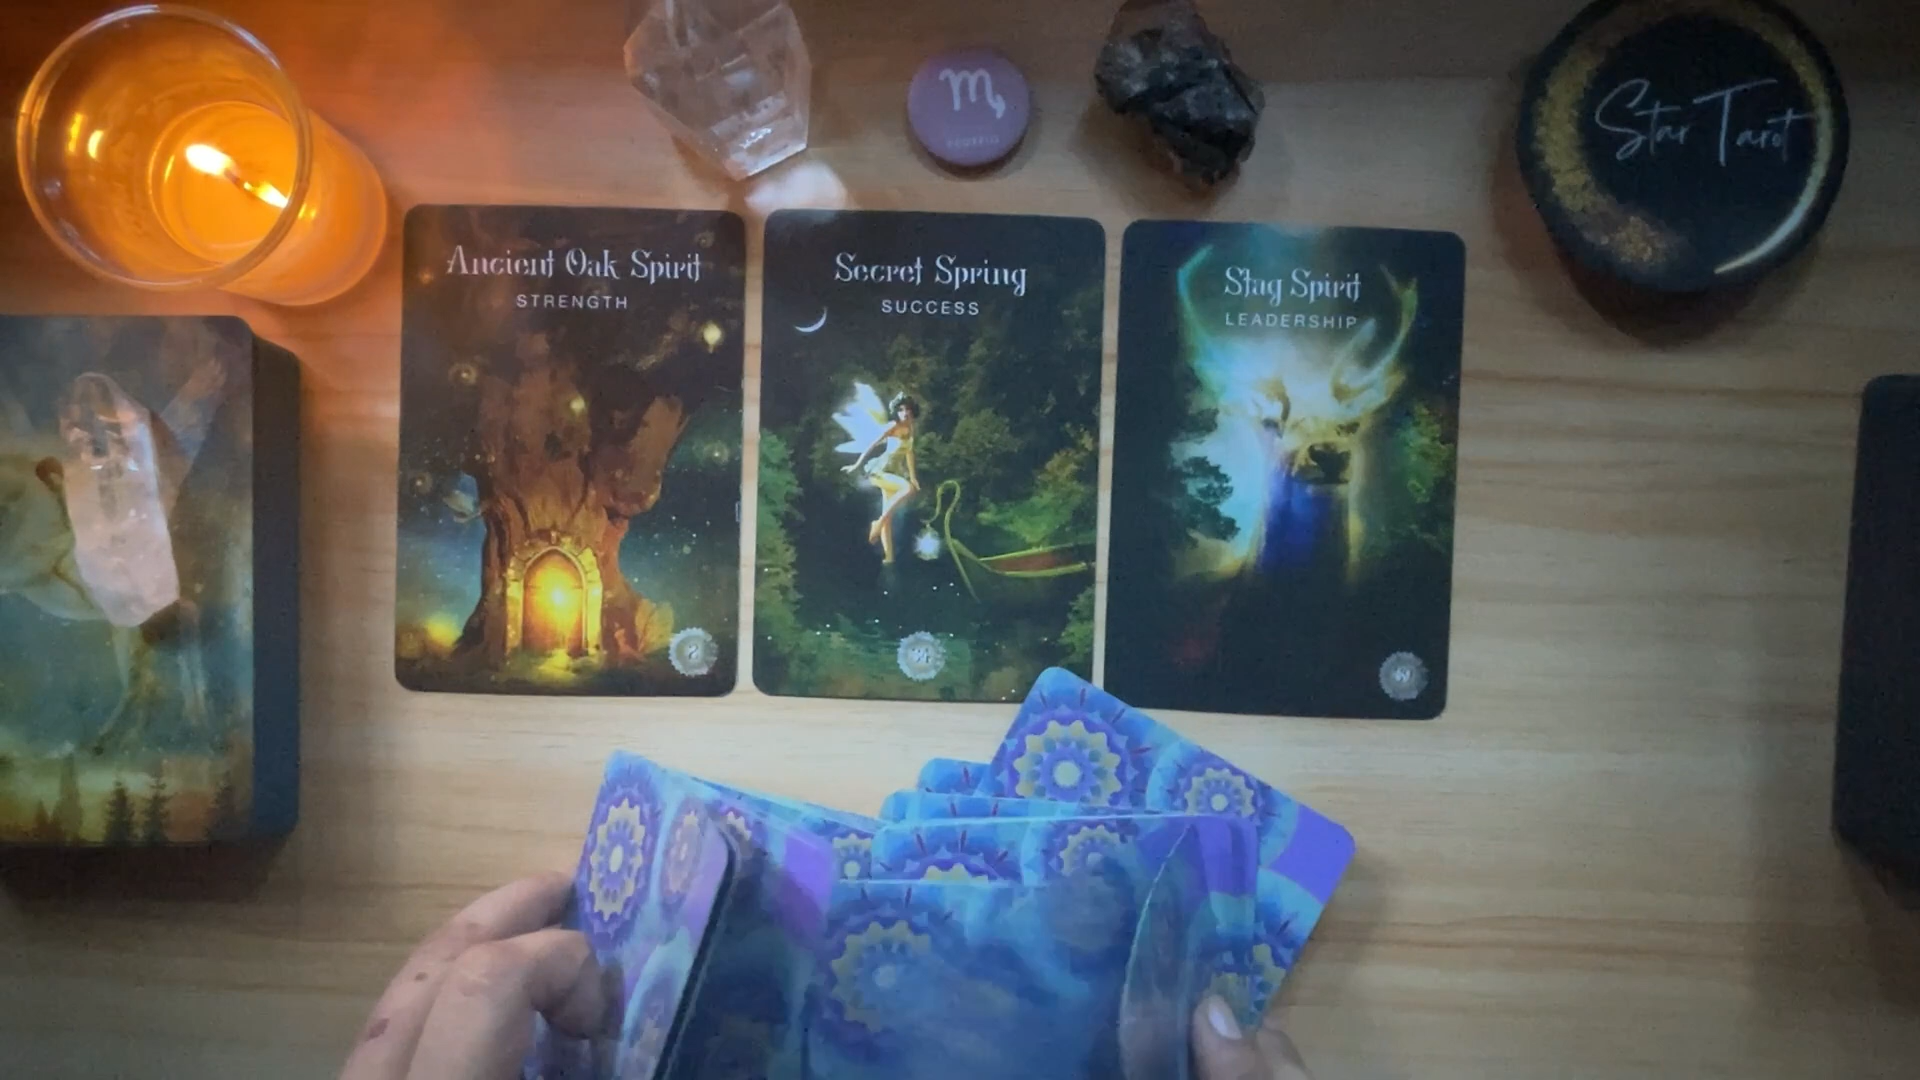 Star Tarot
Ancient Oak Spirit
STRENGTH
Secret Spring
SUCCESS
Stag Spirit
LEADERSHIP